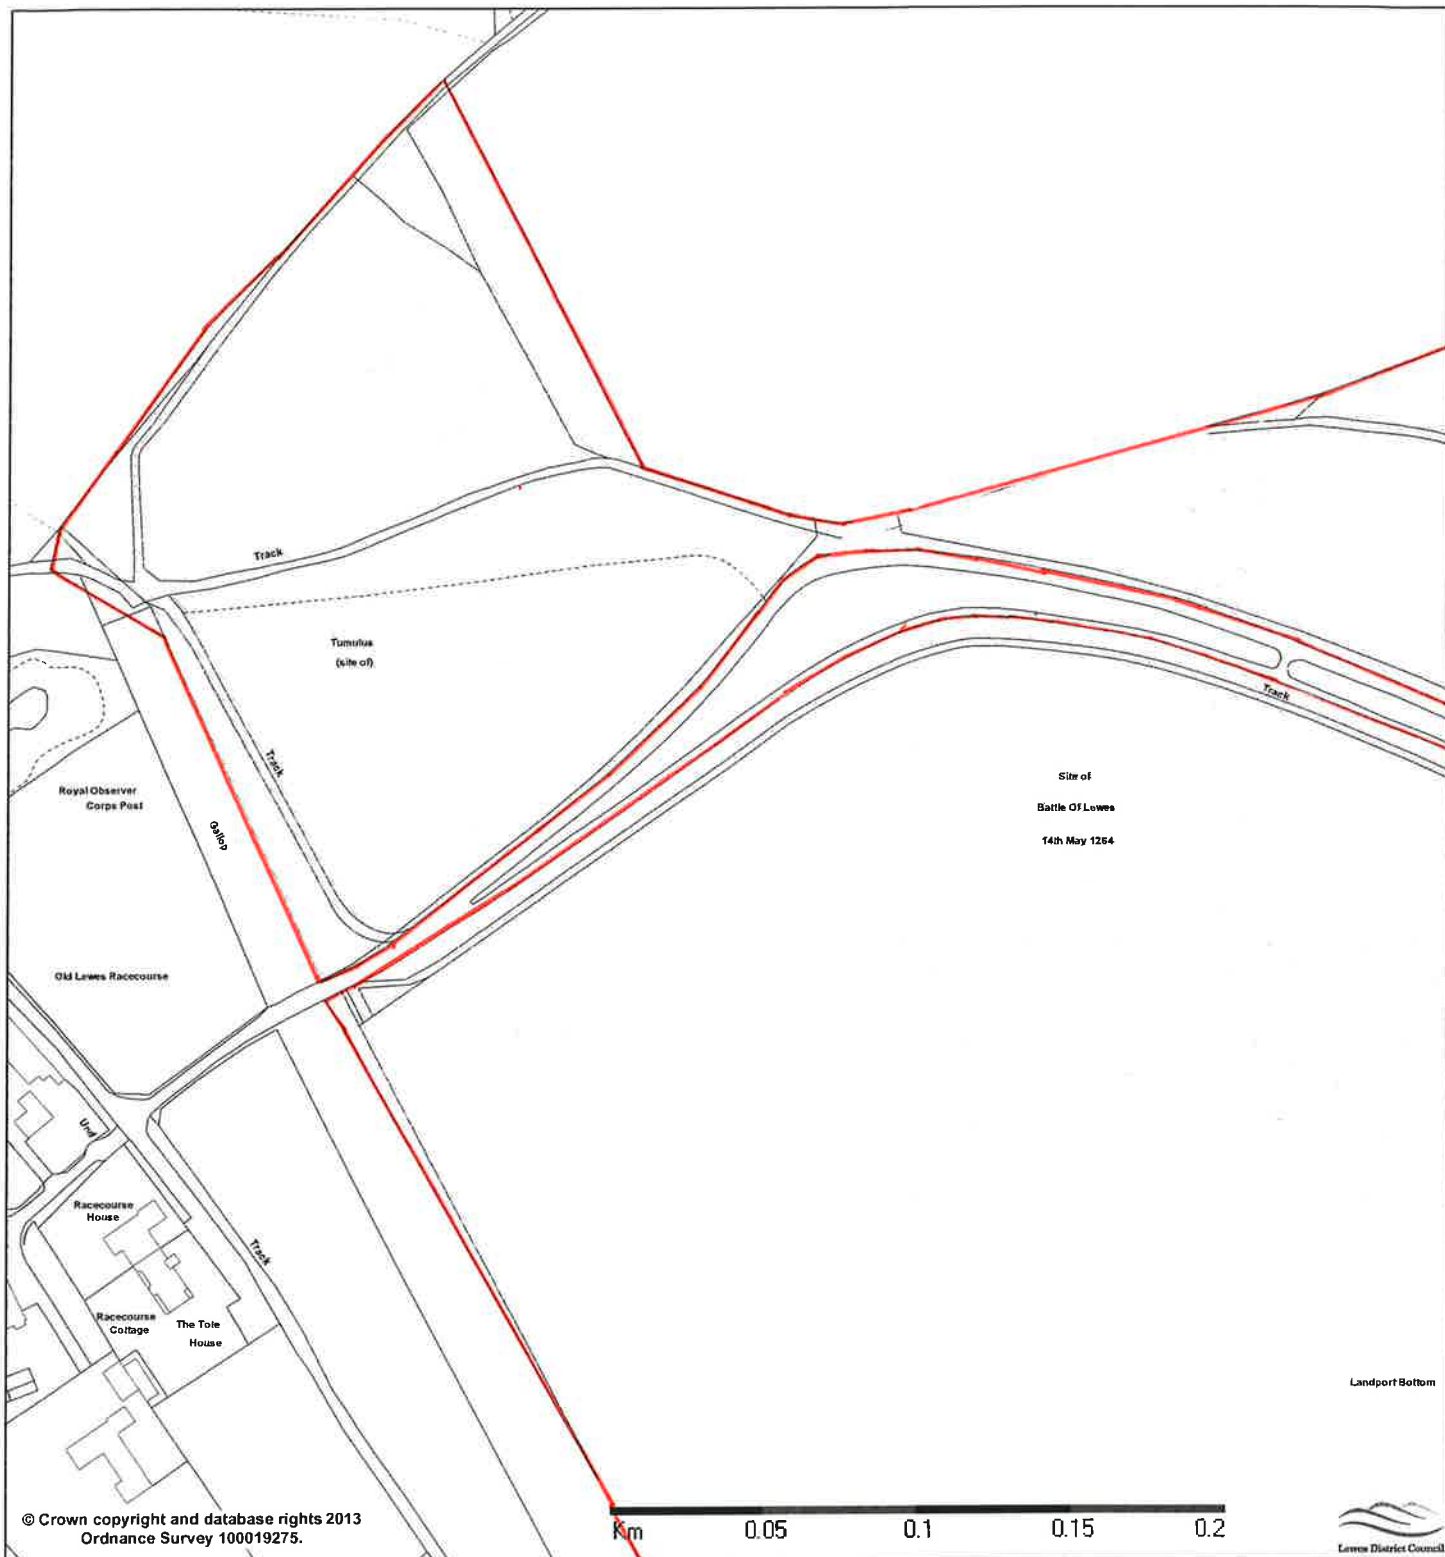 Track
Tumulus
(site of)
Track
Track
Royal Observer
Corps Post
Gallop
Site of
Battle Of Lewes
14th May 1264
Old Lewes Racecourse
Und
Racecourse
House
Track
Racecourse
Cottage
The Tote
House
Landport Bottom
© Crown copyright and database rights 2013
Ordnance Survey 100019275.
Km 0.05 0.1 0.15 0.2
Lewes District Council